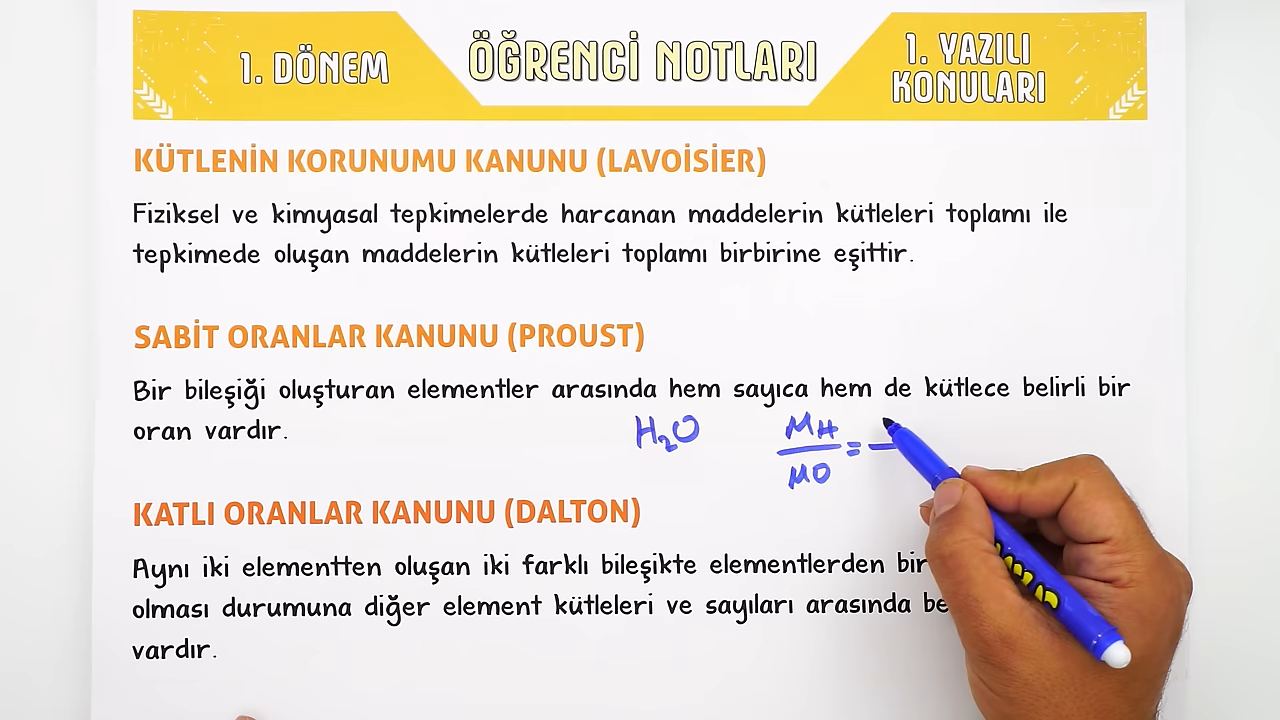 1. DÖNEM
ÖĞRENCİ NOTLARI
1. YAZILI
KONULARI
KÜTLENİN KORUNUMU KANUNU (LAVOİSİER)
Fiziksel ve kimyasal tepkimelerde harcanan maddelerin kütleleri toplamı ile
tepkimede oluşan maddelerin kütleleri toplamı birbirine eşittir.
SABİT ORANLAR KANUNU (PROUST)
Bir bileşiği oluşturan elementler arasında hem sayıca hem de kütlece belirli bir
oran vardır.
H₂O
MH
=
MO
KATLI ORANLAR KANUNU (DALTON)
Aynı iki elementten oluşan iki farklı bileşikte elementlerden bir
olması durumuna diğer element kütleleri ve sayıları arasında be
vardır.